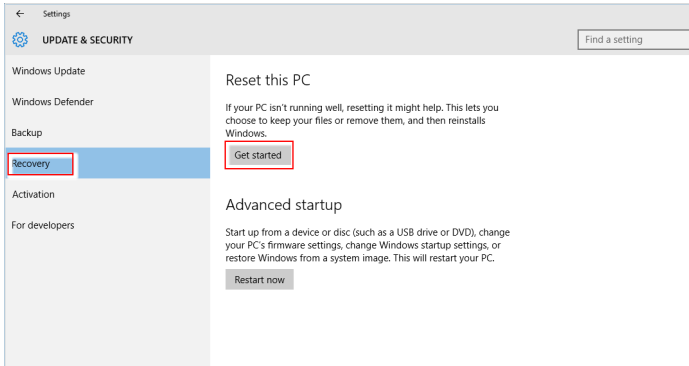 Settings
UPDATE & SECURITY
Find a setting
Windows Update
Windows Defender
Backup
Recovery
Activation
For developers
Reset this PC
If your PC isn't running well, resetting it might help. This lets you
choose to keep your files or remove them, and then reinstalls
Windows.
Get started
Advanced startup
Start up from a device or disc (such as a USB drive or DVD), change
your PC's firmware settings, change Windows startup settings, or
restore Windows from a system image. This will restart your PC.
Restart now